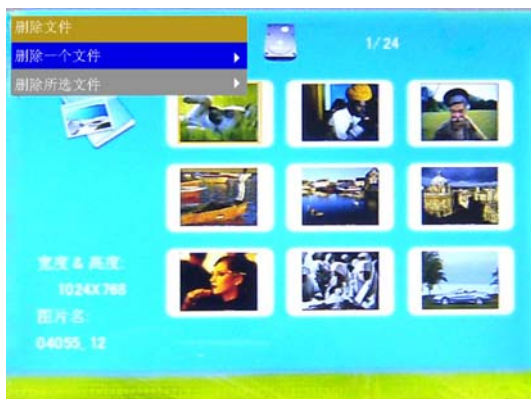 删除文件
删除一个文件
删除所选文件
1/24
宽度 & 高度:
1024X768
图片名:
04055_12